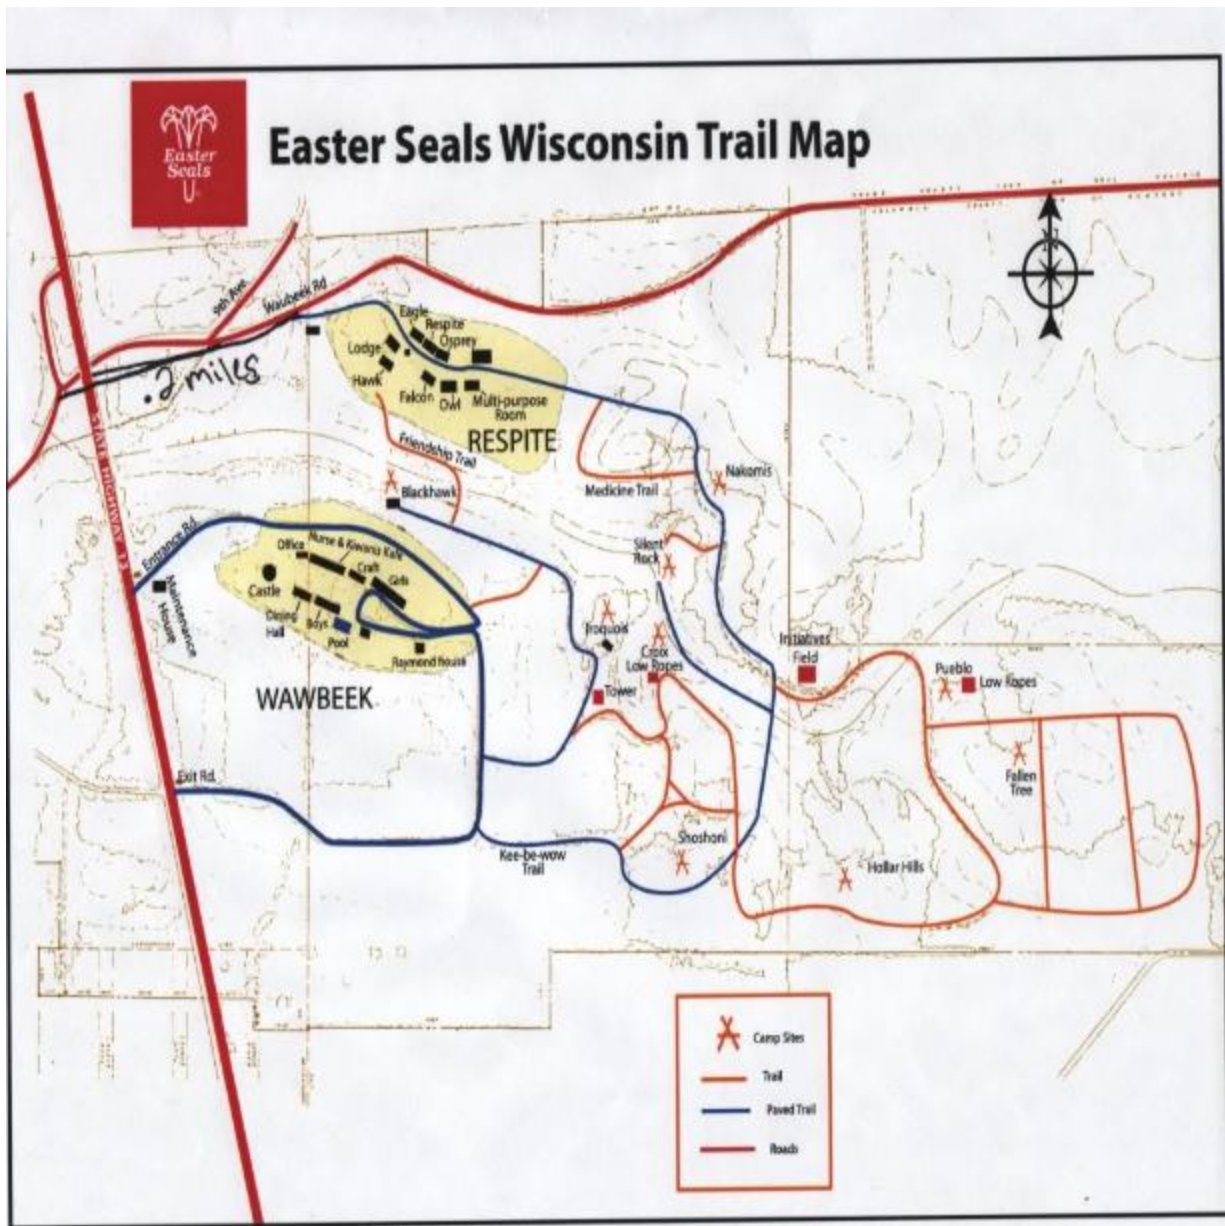 Easter
Seals
Easter Seals Wisconsin Trail Map
N
9th Ave
Waubeek Rd
.2 miles
STATE HIGHWAY 13
Eagle
Respite
Osprey
Lodge
Hawk
Falcon
Owl
Multi-purpose
Room
RESPITE
Friendship Trail
Blackhawk
Medicine Trail
Nakomis
Silent
Rock
Entrance Rd.
Maintenance
House
Office
Nurse & Kiwanis Kafe
Craft
Girls
Castle
Dining
Hall
Boys
Pool
Raymond house
WAWBEEK
Iroquois
Croix
Low Ropes
Tower
Initiatives
Field
Pueblo
Low Ropes
Fallen
Tree
Exit Rd.
Kee-be-wow
Trail
Shoshoni
Hollar Hills
Camp Sites
Trail
Paved Trail
Roads